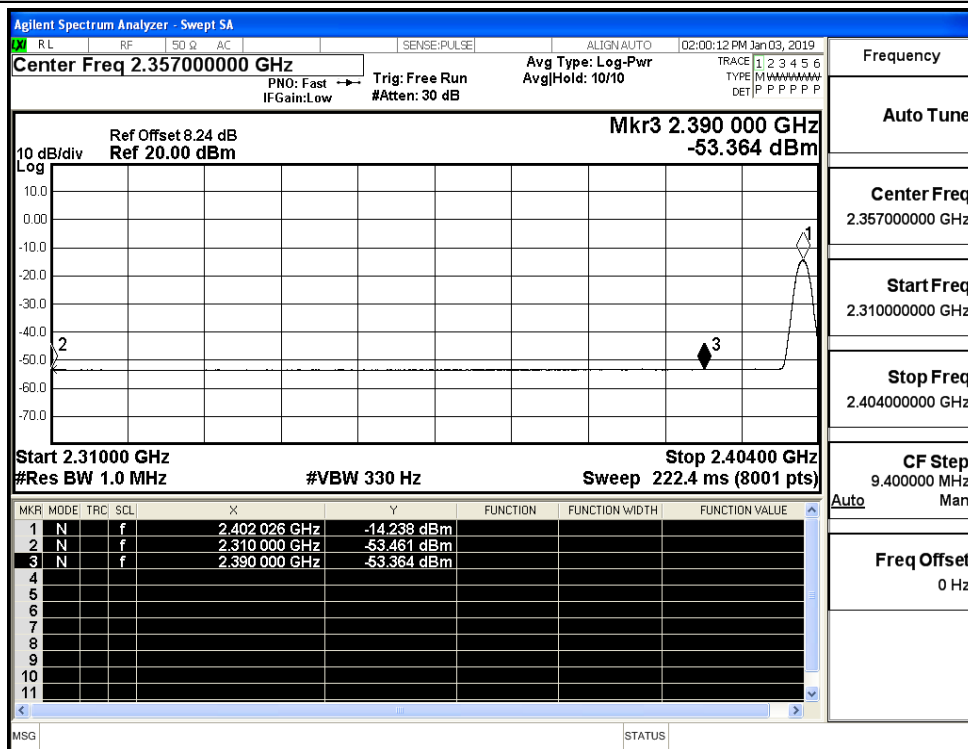 Agilent Spectrum Analyzer - Swept SA
LXI RL RF 50 Ω AC SENSE:PULSE ALIGN AUTO 02:00:12 PM Jan 03, 2019
Center Freq 2.357000000 GHz
PNO: Fast
IFGain:Low
Trig: Free Run
#Atten: 30 dB
Avg Type: Log-Pwr
Avg|Hold: 10/10
TRACE 1 2 3 4 5 6
TYPE M W W W W W
DET P P P P P P
Ref Offset 8.24 dB
Ref 20.00 dBm
10 dB/div
Log
Mkr3 2.390 000 GHz
-53.364 dBm
10.0
0.00
-10.0
-20.0
-30.0
-40.0
-50.0
-60.0
-70.0
1
2
3
Start 2.31000 GHz Stop 2.40400 GHz
#Res BW 1.0 MHz #VBW 330 Hz Sweep 222.4 ms (8001 pts)
MKR MODE TRC SCL X Y FUNCTION FUNCTION WIDTH FUNCTION VALUE
1 N f 2.402 026 GHz -14.238 dBm
2 N f 2.310 000 GHz -53.461 dBm
3 N f 2.390 000 GHz -53.364 dBm
4
5
6
7
8
9
10
11
MSG STATUS
Frequency
Auto Tune
Center Freq
2.357000000 GHz
Start Freq
2.310000000 GHz
Stop Freq
2.404000000 GHz
CF Step
9.400000 MHz
Auto Man
Freq Offset
0 Hz